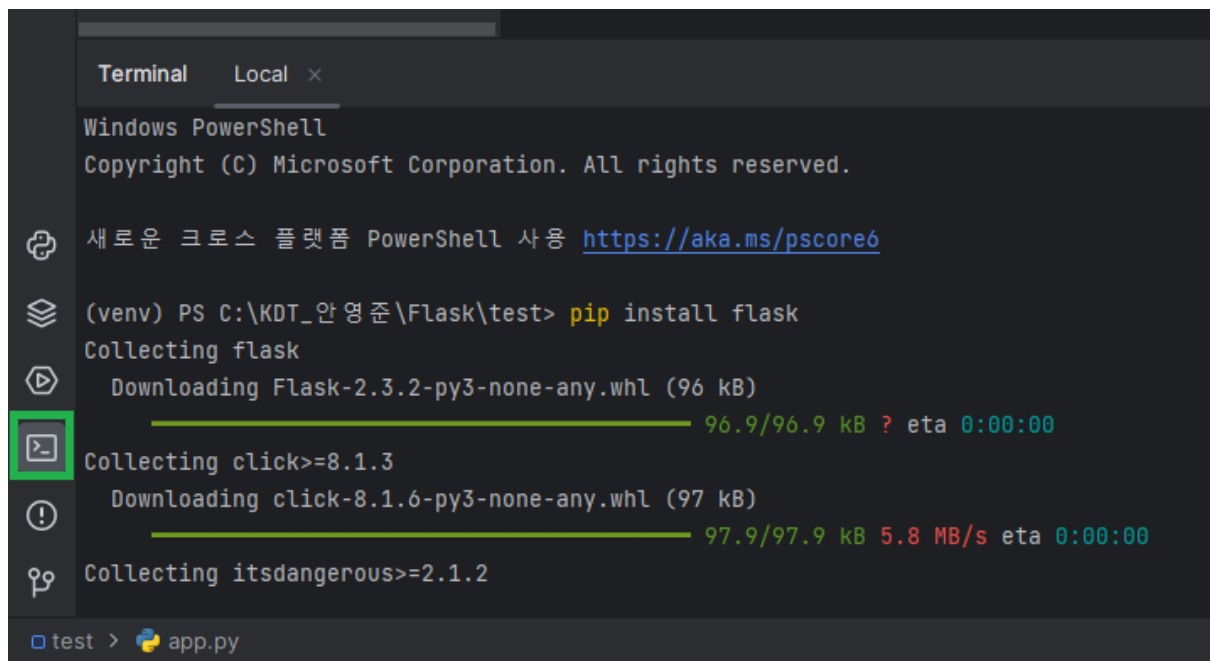 Terminal Local ×
Windows PowerShell
Copyright (C) Microsoft Corporation. All rights reserved.
새로운 크로스 플랫폼 PowerShell 사용 https://aka.ms/pscore6
(venv) PS C:\KDT_안영준\Flask\test> pip install flask
Collecting flask
Downloading Flask-2.3.2-py3-none-any.whl (96 kB)
96.9/96.9 kB ? eta 0:00:00
Collecting click>=8.1.3
Downloading click-8.1.6-py3-none-any.whl (97 kB)
97.9/97.9 kB 5.8 MB/s eta 0:00:00
Collecting itsdangerous>=2.1.2
test > app.py